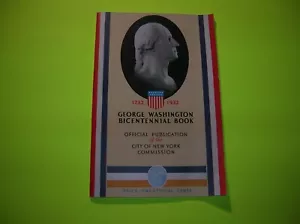 1732 1932
GEORGE WASHINGTON
BICENTENNIAL BOOK
OFFICIAL PUBLICATION
of the
CITY OF NEW YORK
COMMISSION